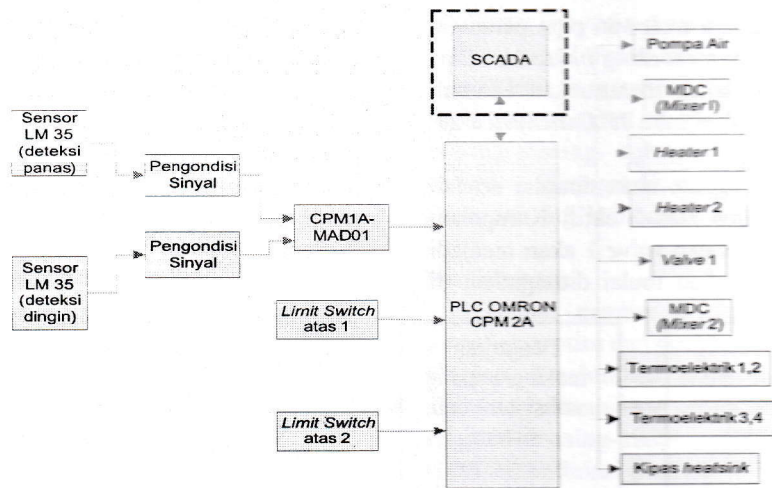 SCADA
Pompa Air
MDC
(Mixer I)
Heater 1
Heater 2
Valve 1
MDC
(Mixer 2)
Termoelektrik 1,2
Termoelektrik 3,4
Kipas heatsink
Sensor
LM 35
(deteksi
panas)
Pengondisi
Sinyal
CPM1A-
MAD01
Pengondisi
Sinyal
Sensor
LM 35
(deteksi
dingin)
Limit Switch
atas 1
PLC OMRON
CPM2A
Limit Switch
atas 2